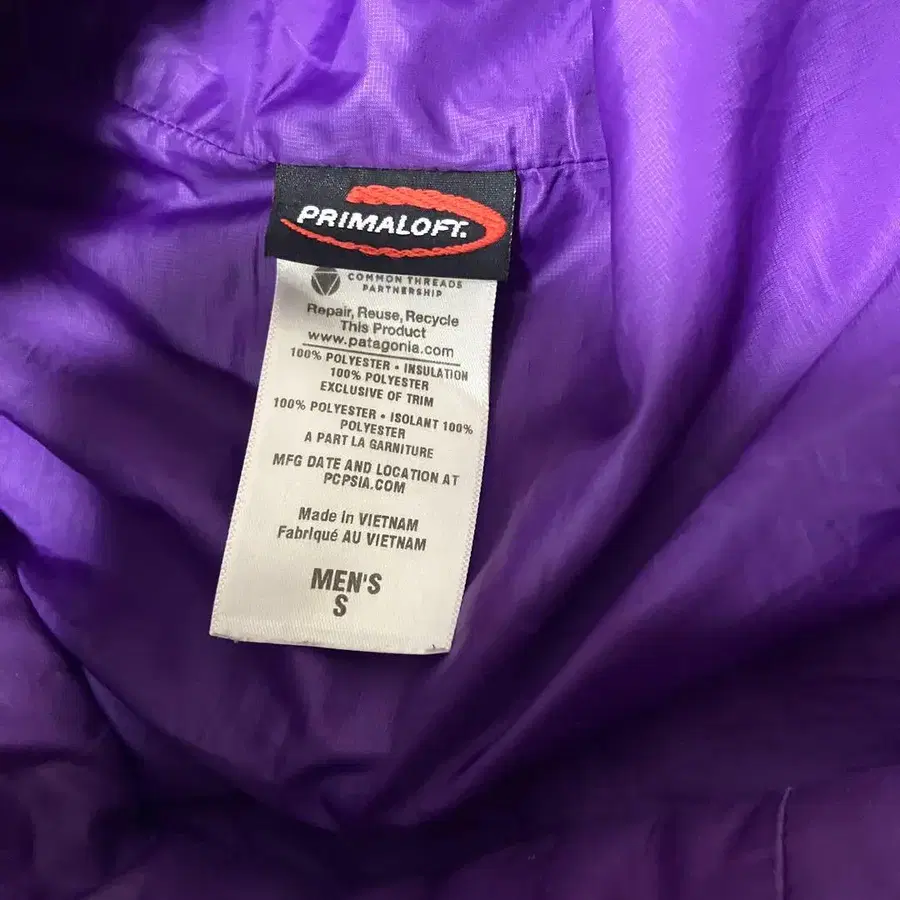 PRIMALOFT.
COMMON THREADS
PARTNERSHIP
Repair, Reuse, Recycle
This Product
www.patagonia.com
100% POLYESTER • INSULATION
100% POLYESTER
EXCLUSIVE OF TRIM
100% POLYESTER • ISOLANT 100%
POLYESTER
A PART LA GARNITURE
MFG DATE AND LOCATION AT
PCPSIA.COM
Made in VIETNAM
Fabriqué AU VIETNAM
MEN'S
S